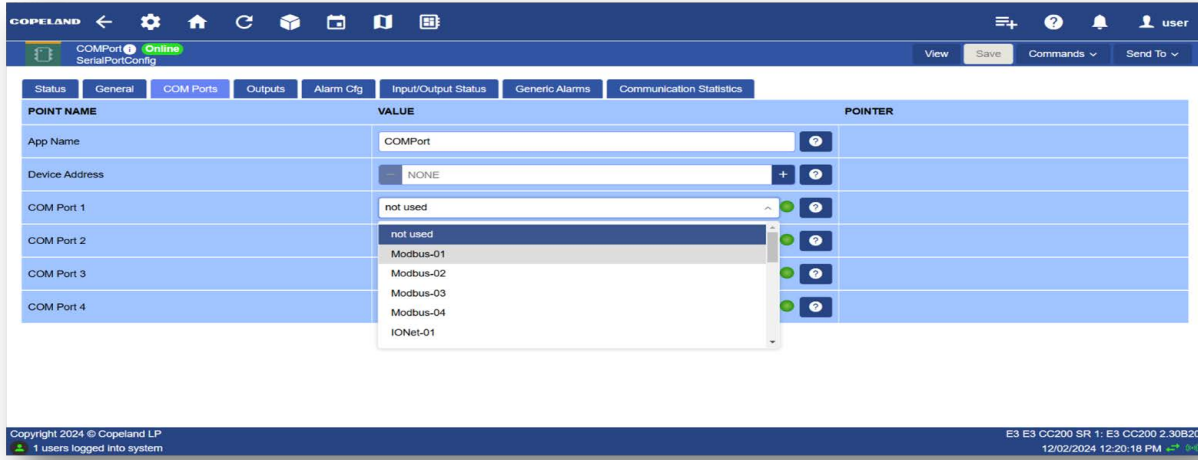 COPELAND
user
COMPort Online
SerialPortConfig
View Save Commands Send To
Status General COM Ports Outputs Alarm Cfg Input/Output Status Generic Alarms Communication Statistics
POINT NAME VALUE POINTER
App Name COMPort
Device Address NONE
COM Port 1 not used
not used
COM Port 2
Modbus-01
Modbus-02
COM Port 3
Modbus-03
COM Port 4
Modbus-04
IONet-01
Copyright 2024 © Copeland LP
E3 E3 CC200 SR 1: E3 CC200 2.30B20
1 users logged into system
12/02/2024 12:20:18 PM